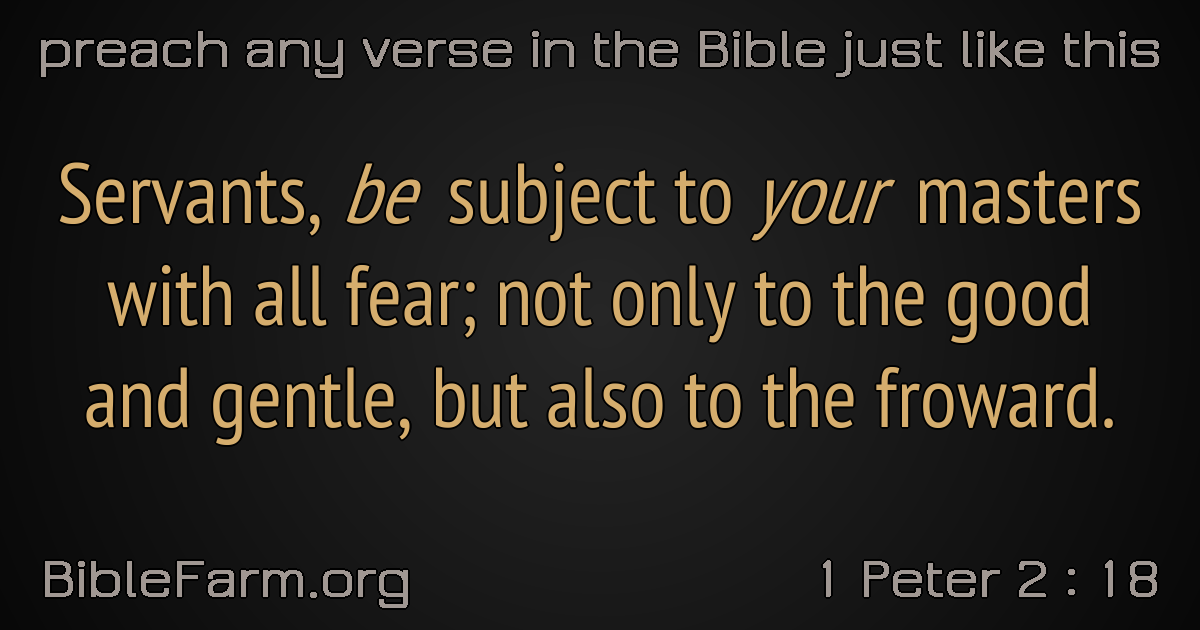 preach any verse in the Bible just like this
Servants, be subject to your masters
with all fear; not only to the good
and gentle, but also to the froward.
BibleFarm.org
1 Peter 2 : 18